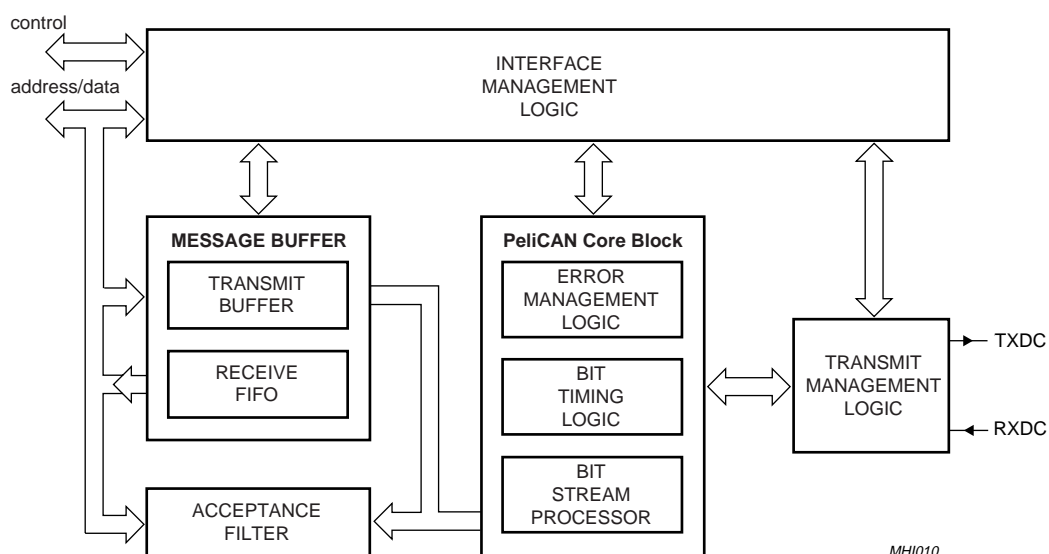 control
address/data
INTERFACE
MANAGEMENT
LOGIC
MESSAGE BUFFER
TRANSMIT
BUFFER
RECEIVE
FIFO
ACCEPTANCE
FILTER
PeliCAN Core Block
ERROR
MANAGEMENT
LOGIC
BIT
TIMING
LOGIC
BIT
STREAM
PROCESSOR
TRANSMIT
MANAGEMENT
LOGIC
TXDC
RXDC
MHI010